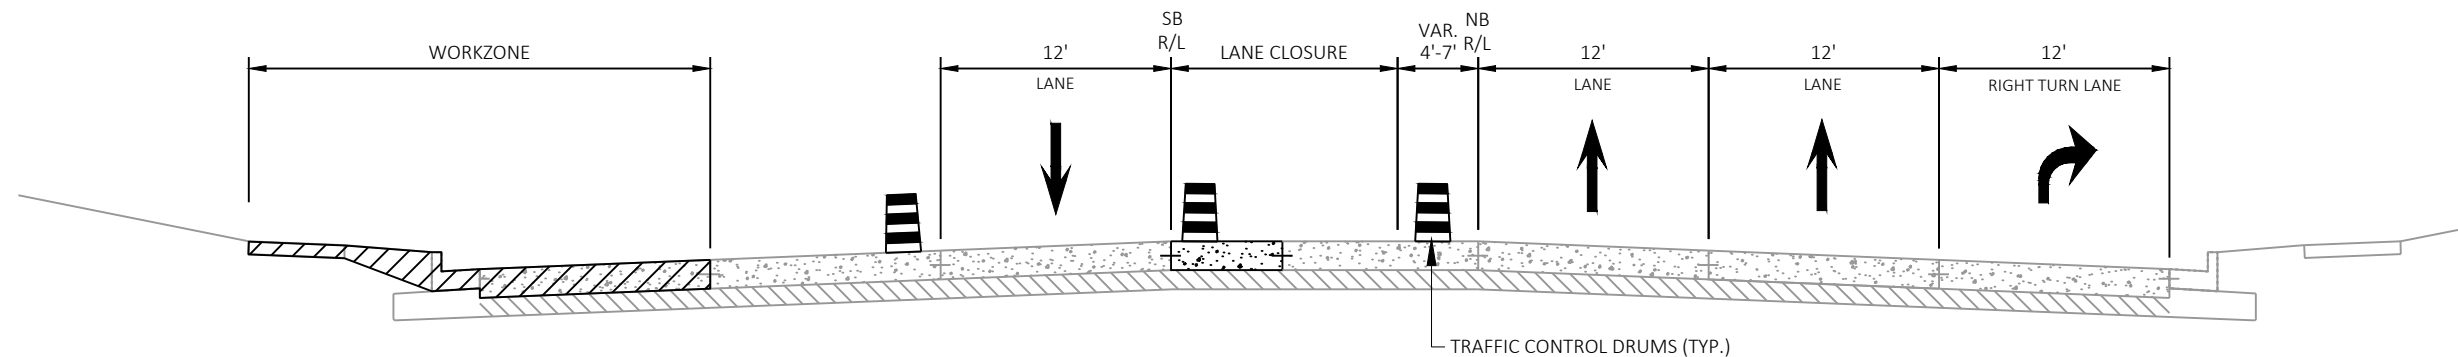 WORKZONE
12'
LANE
SB
R/L
LANE CLOSURE
VAR.
4'-7'
NB
R/L
12'
LANE
12'
LANE
12'
RIGHT TURN LANE
TRAFFIC CONTROL DRUMS (TYP.)